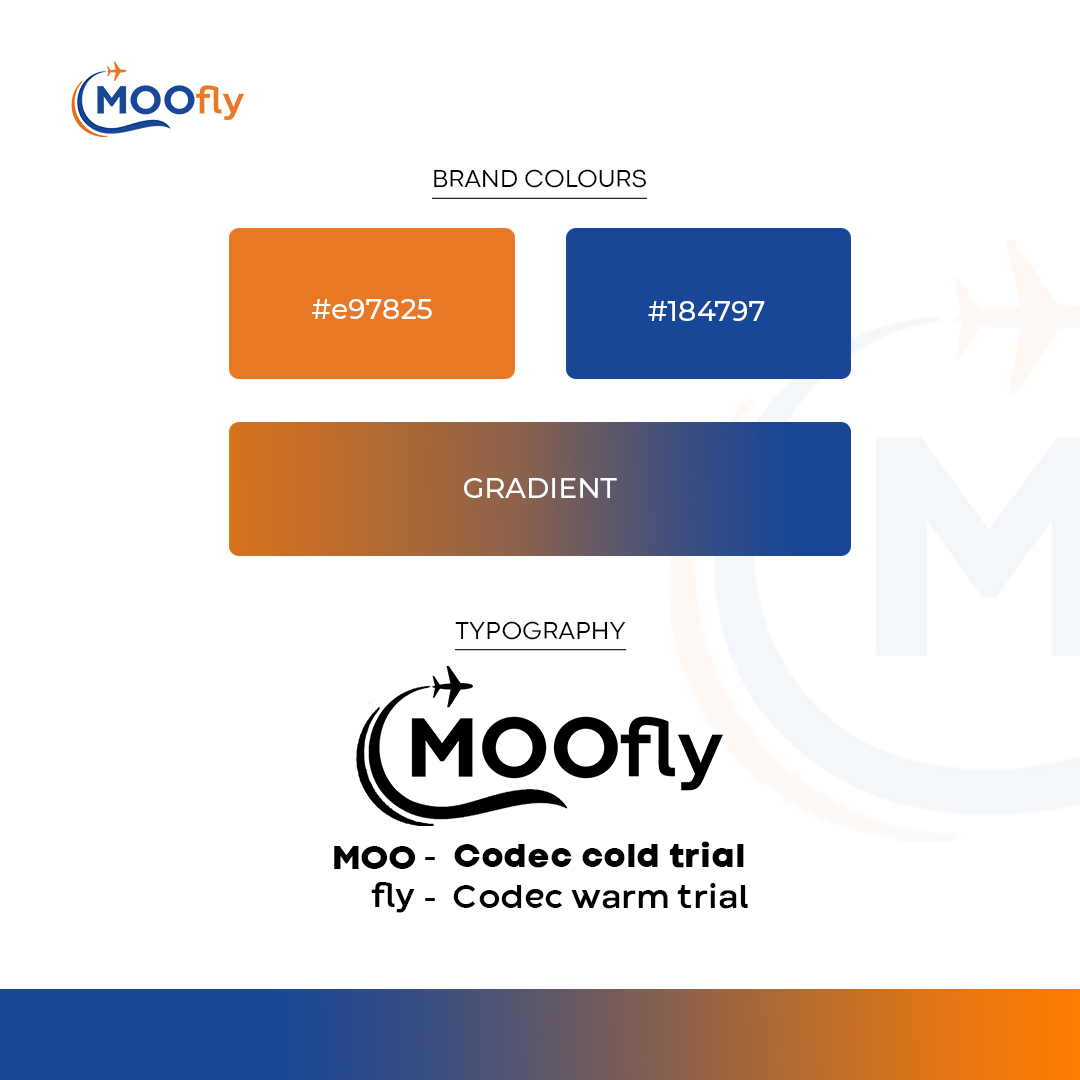 MOOfly
BRAND COLOURS
#e97825
#184797
GRADIENT
TYPOGRAPHY
MOOfly
MOO - Codec cold trial
fly - Codec warm trial
M